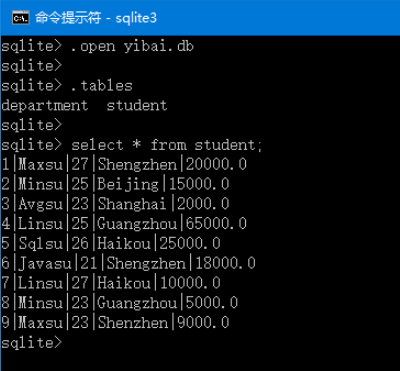 命令提示符 - sqlite3
sqlite> .open yibai.db
sqlite>
sqlite> .tables
department  student
sqlite>
sqlite> select * from student;
1|Maxsu|27|Shengzhen|20000.0
2|Minsu|25|Beijing|15000.0
3|Avgsu|23|Shanghai|2000.0
4|Linsu|25|Guangzhou|65000.0
5|Sqlsu|26|Haikou|25000.0
6|Javasu|21|Shengzhen|18000.0
7|Linsu|27|Haikou|10000.0
8|Minsu|23|Guangzhou|5000.0
9|Maxsu|23|Shenzhen|9000.0
sqlite>